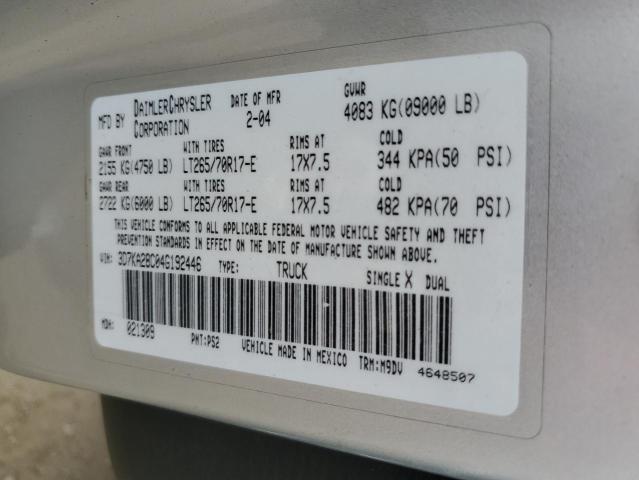 MFD BY DAIMLERCHRYSLER CORPORATION DATE OF MFR 2-04 GVWR 4083 KG(09000 LB)
GAWR FRONT WITH TIRES RIMS AT COLD
2155 KG(4750 LB) LT265/70R17-E 17X7.5 344 KPA(50 PSI)
GAWR REAR WITH TIRES RIMS AT COLD
2722 KG(6000 LB) LT265/70R17-E 17X7.5 482 KPA(70 PSI)
THIS VEHICLE CONFORMS TO ALL APPLICABLE FEDERAL MOTOR VEHICLE SAFETY AND THEFT
PREVENTION STANDARDS IN EFFECT ON THE DATE OF MANUFACTURE SHOWN ABOVE.
VIN: 3D7KA28C04G192446 TYPE: TRUCK SINGLE X DUAL
MDH: 021309 PNT:PS2 VEHICLE MADE IN MEXICO TRM:M9DV 4648507